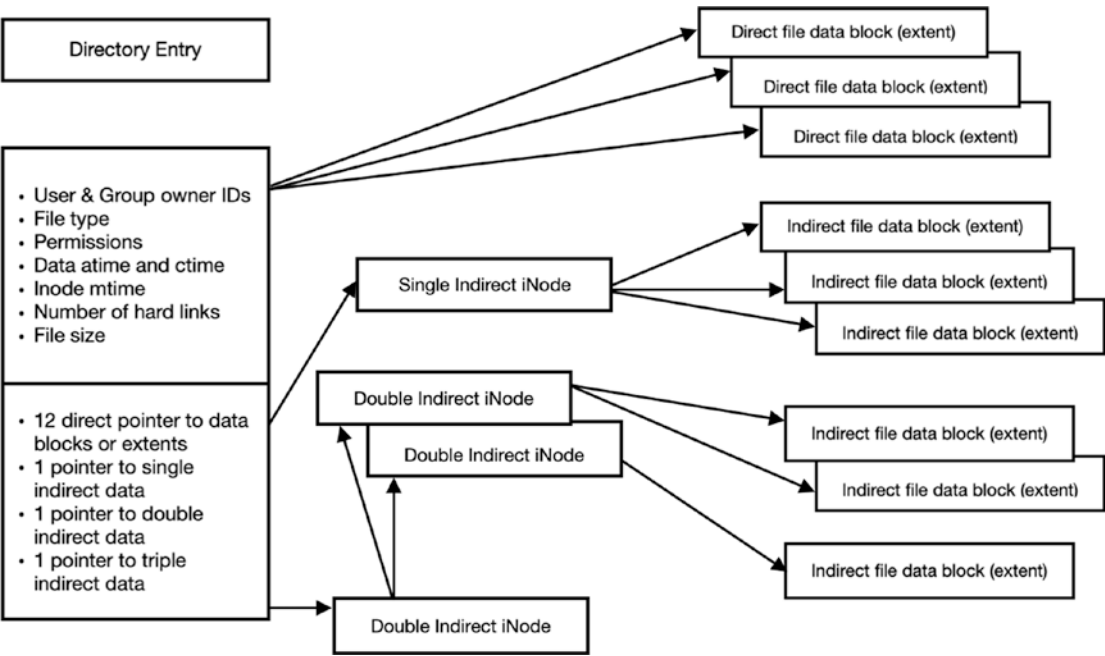 Directory Entry
• User & Group owner IDs
• File type
• Permissions
• Data atime and ctime
• Inode mtime
• Number of hard links
• File size
• 12 direct pointer to data
blocks or extents
• 1 pointer to single
indirect data
• 1 pointer to double
indirect data
• 1 pointer to triple
indirect data
Direct file data block (extent)
Direct file data block (extent)
Direct file data block (extent)
Single Indirect iNode
Indirect file data block (extent)
Indirect file data block (extent)
Indirect file data block (extent)
Double Indirect iNode
Double Indirect iNode
Double Indirect iNode
Indirect file data block (extent)
Indirect file data block (extent)
Indirect file data block (extent)